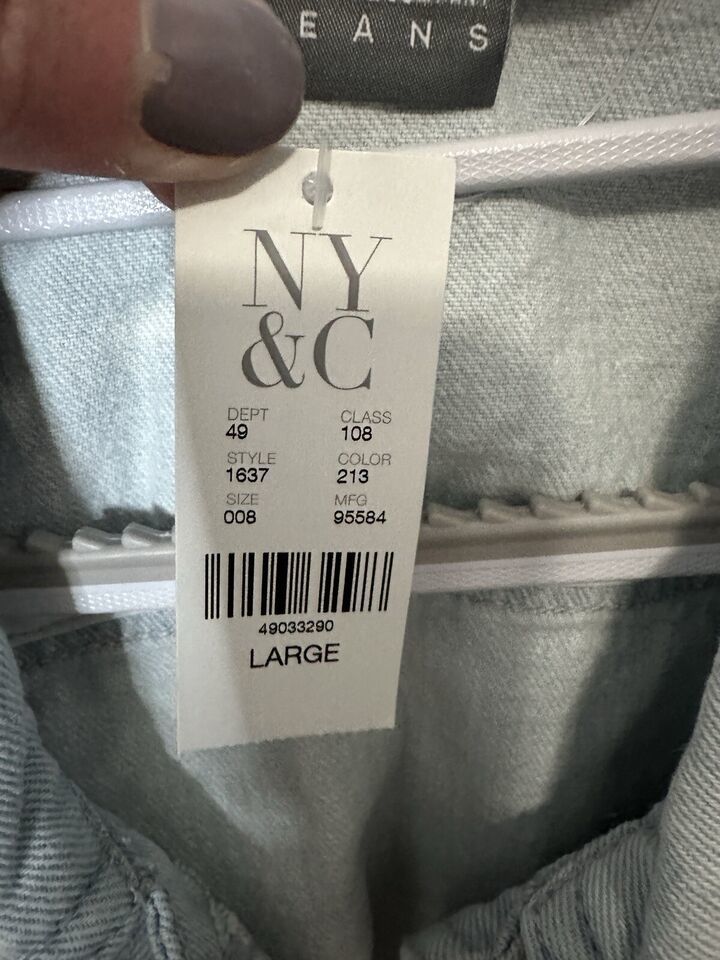 EANS
NY
&C
DEPT CLASS
49 108
STYLE COLOR
1637 213
SIZE MFG
008 95584
49033290
LARGE